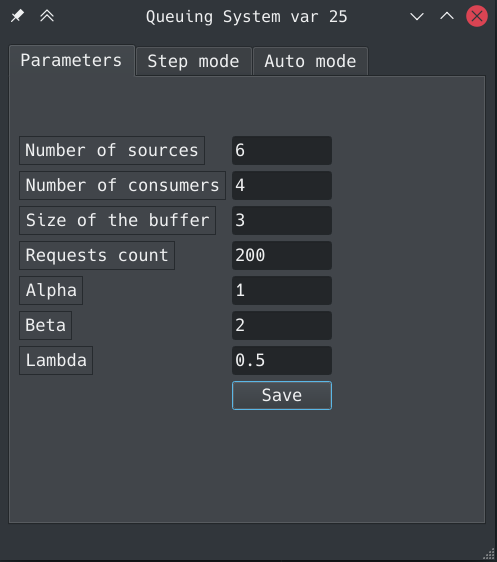 Queuing System var 25
Parameters Step mode Auto mode
Number of sources 6
Number of consumers 4
Size of the buffer 3
Requests count 200
Alpha 1
Beta 2
Lambda 0.5
Save